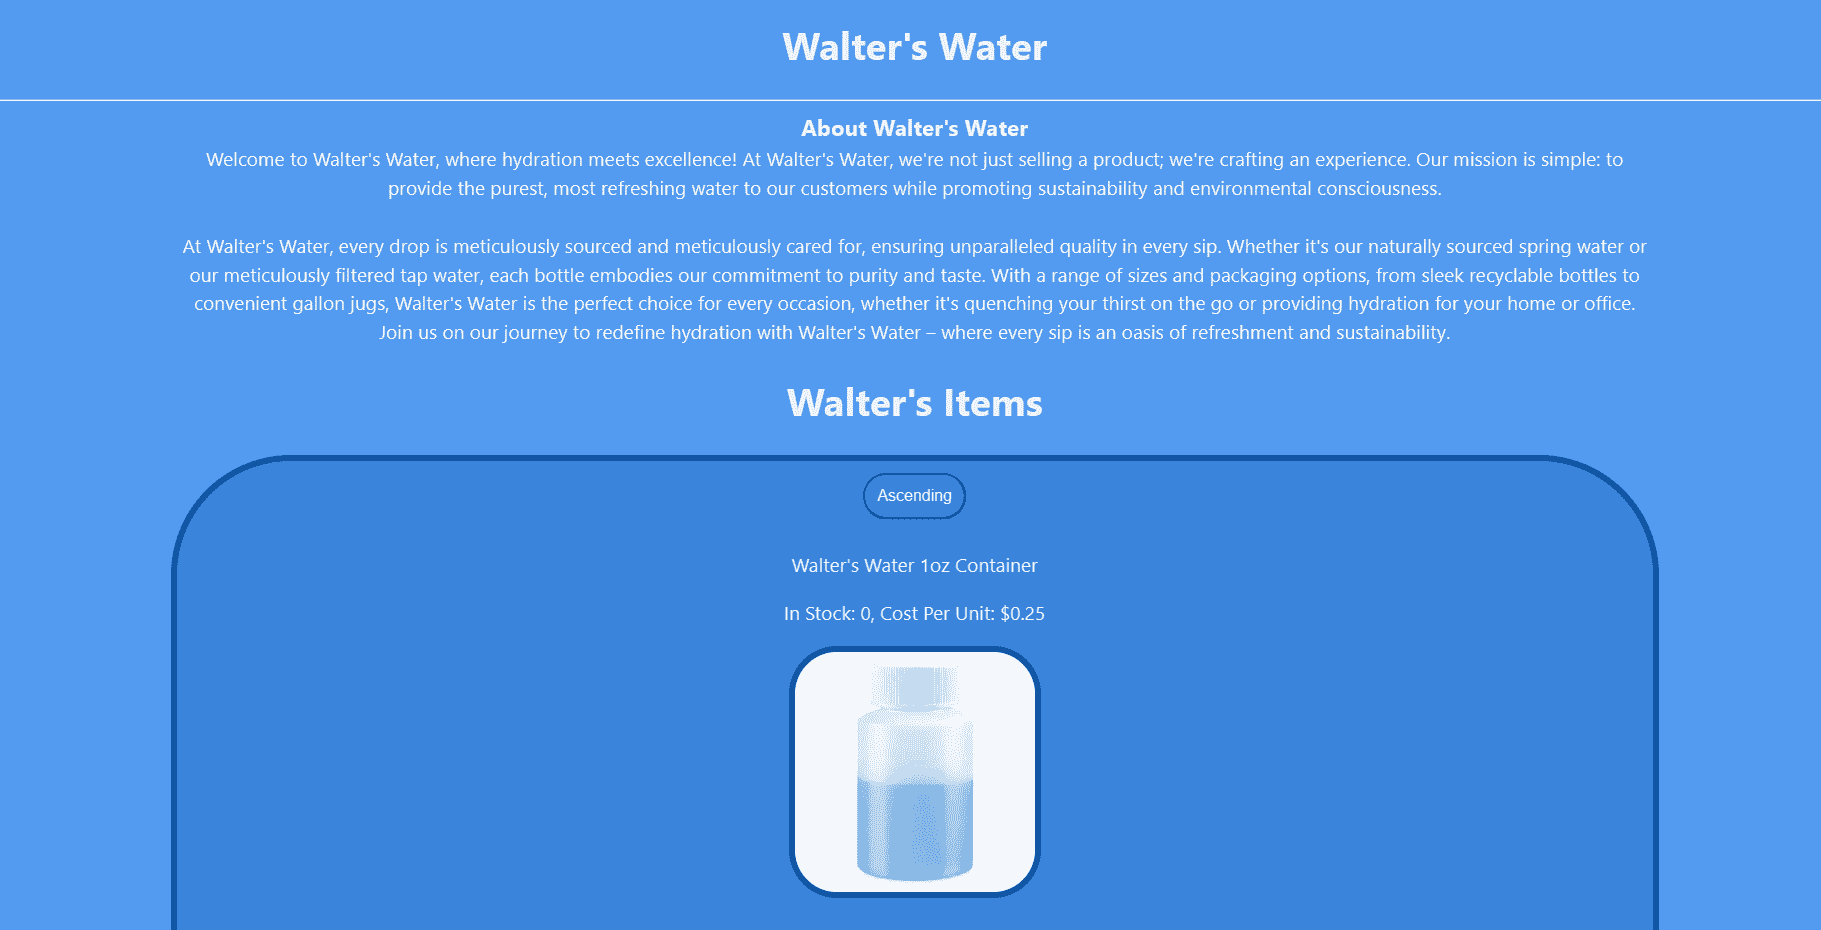 Walter's Water
About Walter's Water
Welcome to Walter's Water, where hydration meets excellence! At Walter's Water, we're not just selling a product; we're crafting an experience. Our mission is simple: to
provide the purest, most refreshing water to our customers while promoting sustainability and environmental consciousness.
At Walter's Water, every drop is meticulously sourced and meticulously cared for, ensuring unparalleled quality in every sip. Whether it's our naturally sourced spring water or
our meticulously filtered tap water, each bottle embodies our commitment to purity and taste. With a range of sizes and packaging options, from sleek recyclable bottles to
convenient gallon jugs, Walter's Water is the perfect choice for every occasion, whether it's quenching your thirst on the go or providing hydration for your home or office.
Join us on our journey to redefine hydration with Walter's Water – where every sip is an oasis of refreshment and sustainability.
Walter's Items
Ascending
Walter's Water 1oz Container
In Stock: 0, Cost Per Unit: $0.25